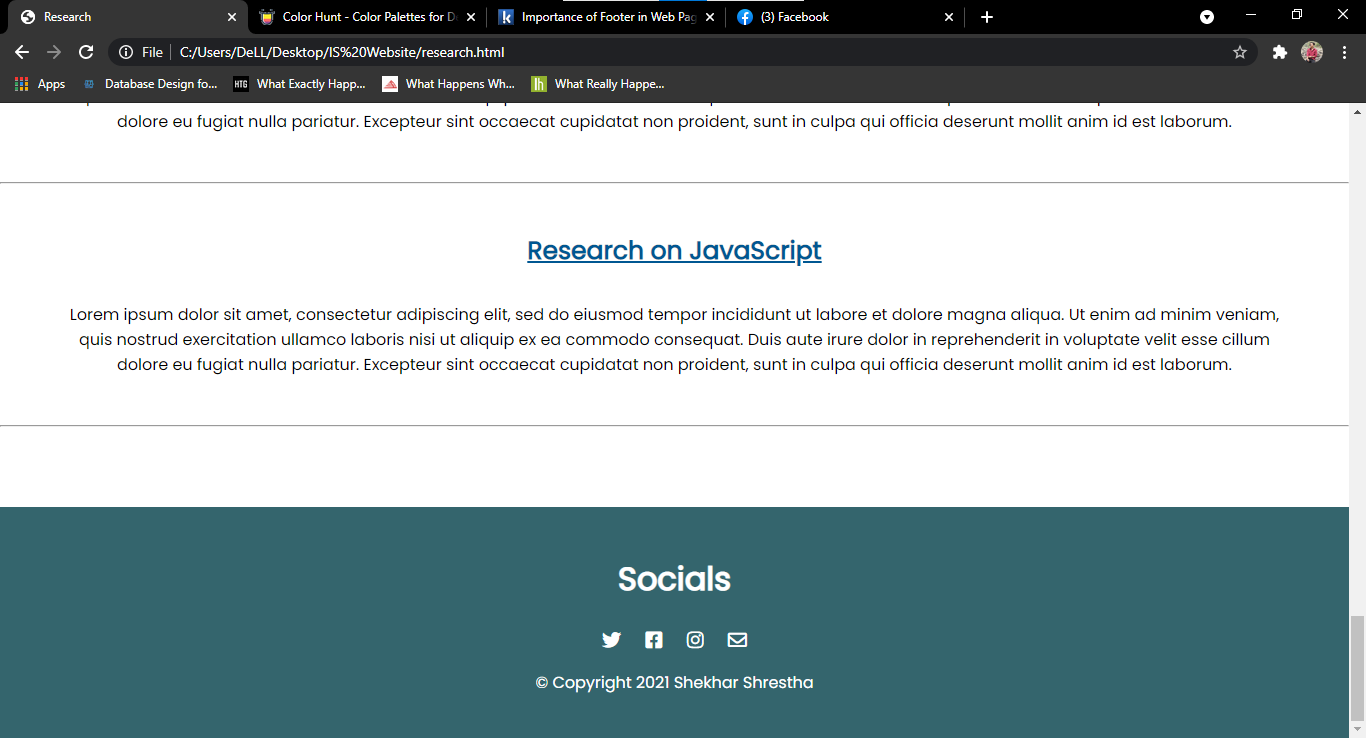 Research
Color Hunt - Color Palettes for D
Importance of Footer in Web Pag
(3) Facebook
File
C:/Users/DeLL/Desktop/IS%20Website/research.html
Apps
Database Design fo...
HTG
What Exactly Happ...
What Happens Wh...
lh
What Really Happe...
dolore eu fugiat nulla pariatur. Excepteur sint occaecat cupidatat non proident, sunt in culpa qui officia deserunt mollit anim id est laborum.
Research on JavaScript
Lorem ipsum dolor sit amet, consectetur adipiscing elit, sed do eiusmod tempor incididunt ut labore et dolore magna aliqua. Ut enim ad minim veniam,
quis nostrud exercitation ullamco laboris nisi ut aliquip ex ea commodo consequat. Duis aute irure dolor in reprehenderit in voluptate velit esse cillum
dolore eu fugiat nulla pariatur. Excepteur sint occaecat cupidatat non proident, sunt in culpa qui officia deserunt mollit anim id est laborum.
Socials
© Copyright 2021 Shekhar Shrestha